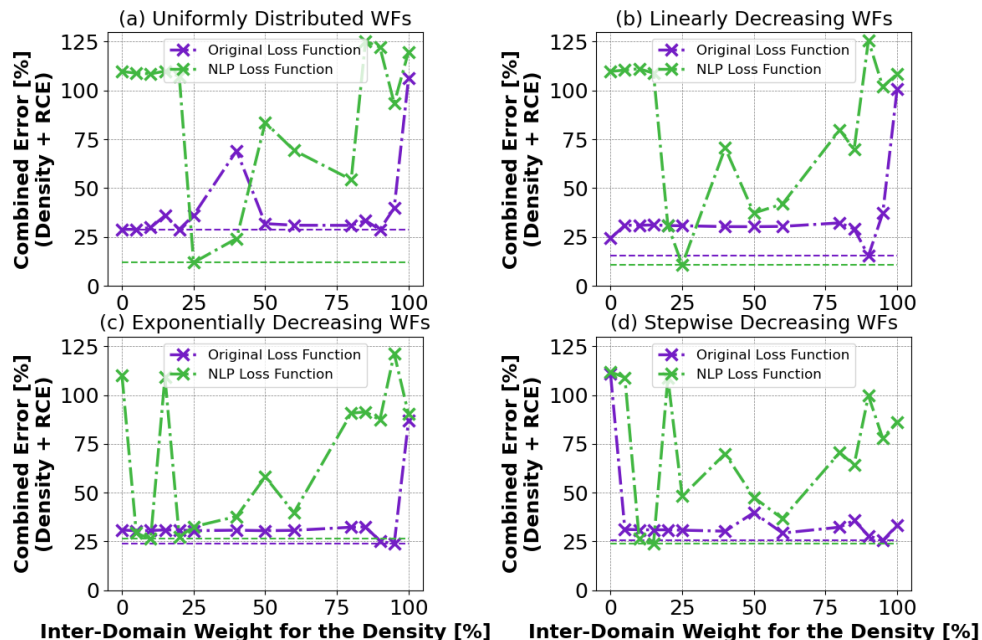 (a) Uniformly Distributed WFs
Combined Error [%]
(Density + RCE)
125
100
75
50
25
0
Original Loss Function
NLP Loss Function
0 25 50 75 100
(b) Linearly Decreasing WFs
Combined Error [%]
(Density + RCE)
125
100
75
50
25
0
Original Loss Function
NLP Loss Function
0 25 50 75 100
(c) Exponentially Decreasing WFs
Combined Error [%]
(Density + RCE)
125
100
75
50
25
0
Original Loss Function
NLP Loss Function
0 25 50 75 100
Inter-Domain Weight for the Density [%]
(d) Stepwise Decreasing WFs
Combined Error [%]
(Density + RCE)
125
100
75
50
25
0
Original Loss Function
NLP Loss Function
0 25 50 75 100
Inter-Domain Weight for the Density [%]